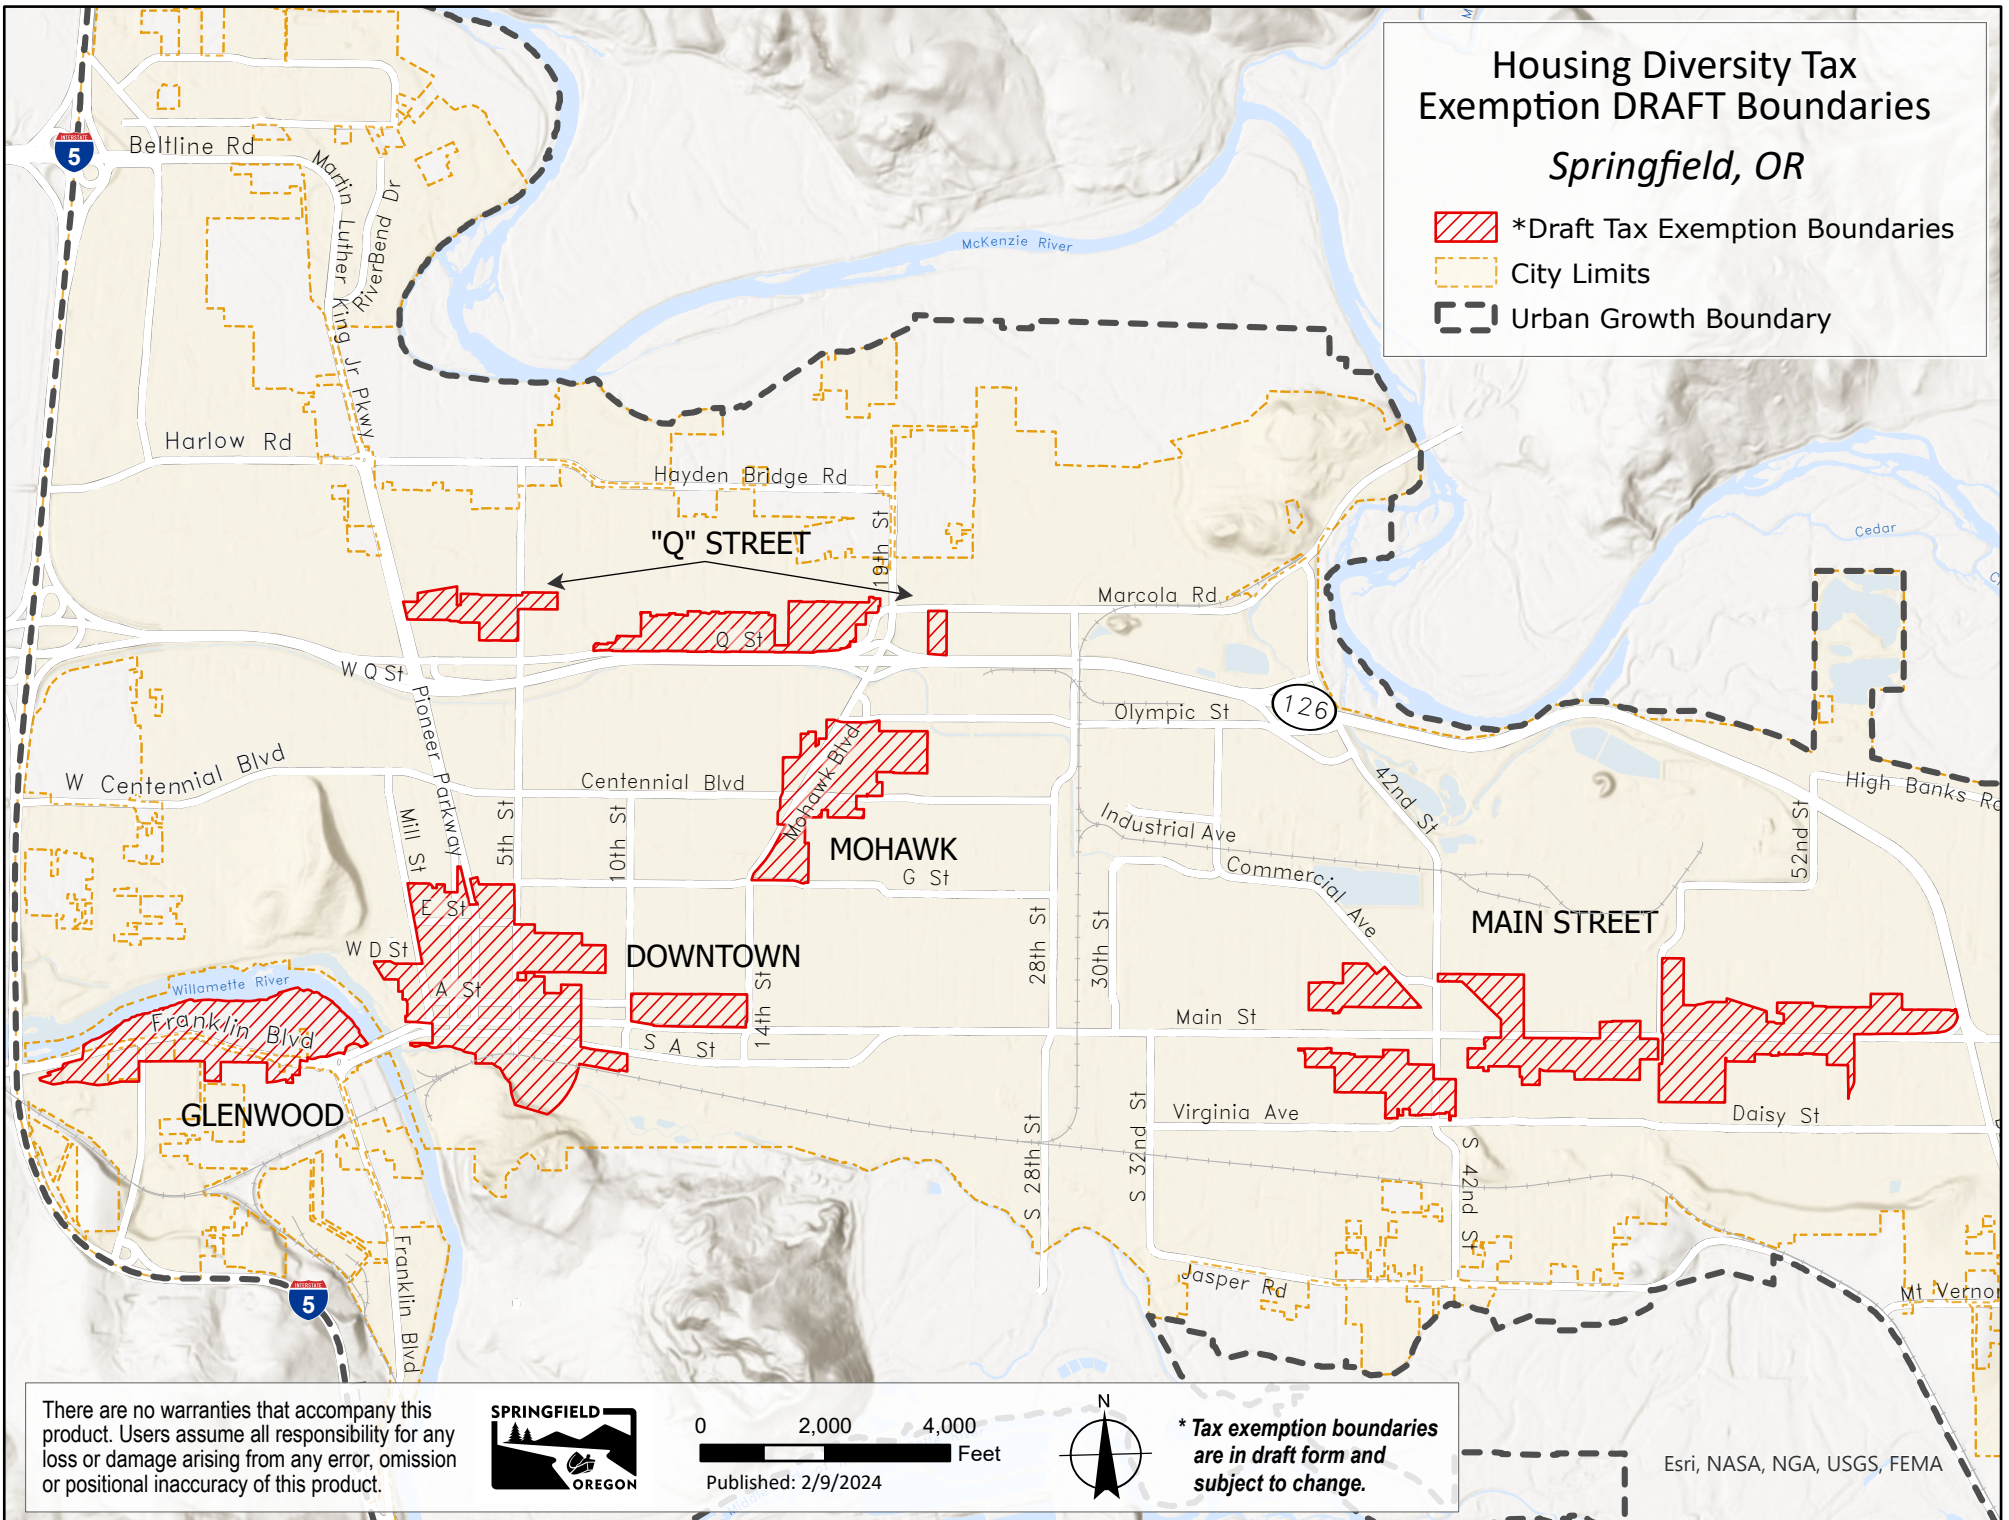 Housing Diversity Tax
Exemption DRAFT Boundaries
Springfield, OR
*Draft Tax Exemption Boundaries
City Limits
Urban Growth Boundary
INTERSTATE
5
Beltline Rd
Martin Luther King Jr Pkwy
RiverBend Dr
McKenzie River
Harlow Rd
Hayden Bridge Rd
"Q" STREET
19th St
Cedar
Marcola Rd
Q St
W Q St
Pioneer Parkway
126
Olympic St
Mohawk Blvd
W Centennial Blvd
Centennial Blvd
42nd St
High Banks Rd
52nd St
Mill St
5th St
10th St
Industrial Ave
MOHAWK
G St
Commercial Ave
E St
MAIN STREET
28th St
30th St
W D St
DOWNTOWN
A St
14th St
Willamette River
Franklin Blvd
Main St
S A St
GLENWOOD
Virginia Ave
Daisy St
S 28th St
S 32nd St
S 42nd St
Franklin Blvd
Jasper Rd
Mt Vernon
INTERSTATE
5
There are no warranties that accompany this
product. Users assume all responsibility for any
loss or damage arising from any error, omission
or positional inaccuracy of this product.
SPRINGFIELD
OREGON
0 2,000 4,000
Feet
Published: 2/9/2024
N
* Tax exemption boundaries
are in draft form and
subject to change.
Esri, NASA, NGA, USGS, FEMA